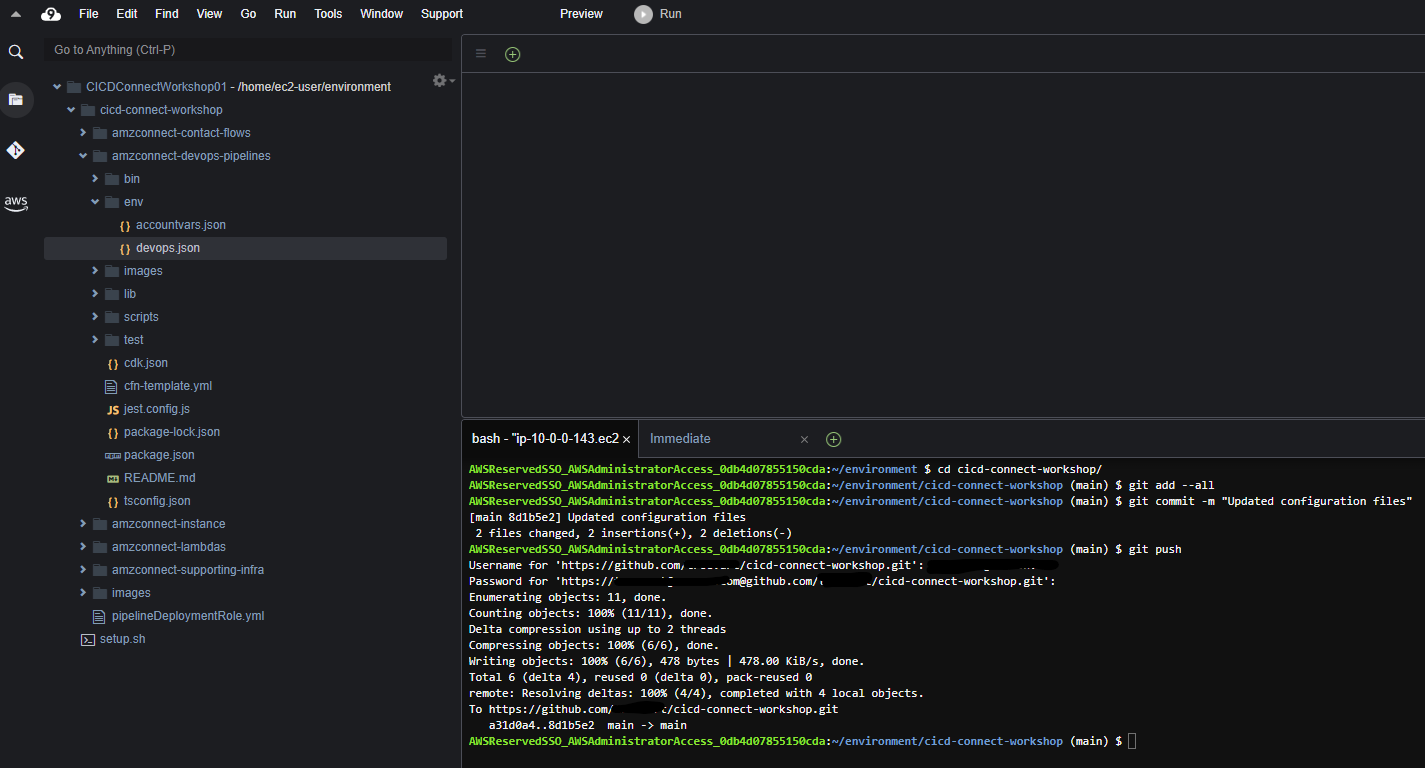 File Edit Find View Go Run Tools Window Support Preview Run
Go to Anything (Ctrl-P)
CICDConnectWorkshop01 - /home/ec2-user/environment
cicd-connect-workshop
amzconnect-contact-flows
amzconnect-devops-pipelines
bin
env
accountvars.json
devops.json
images
lib
scripts
test
cdk.json
cfn-template.yml
jest.config.js
package-lock.json
package.json
README.md
tsconfig.json
amzconnect-instance
amzconnect-lambdas
amzconnect-supporting-infra
images
pipelineDeploymentRole.yml
setup.sh
aws
bash - "ip-10-0-0-143.ec2 × Immediate ×
AWSReservedSSO_AWSAdministratorAccess_0db4d07855150cda:~/environment $ cd cicd-connect-workshop/
AWSReservedSSO_AWSAdministratorAccess_0db4d07855150cda:~/environment/cicd-connect-workshop (main) $ git add --all
AWSReservedSSO_AWSAdministratorAccess_0db4d07855150cda:~/environment/cicd-connect-workshop (main) $ git commit -m "Updated configuration files"
[main 8d1b5e2] Updated configuration files
2 files changed, 2 insertions(+), 2 deletions(-)
AWSReservedSSO_AWSAdministratorAccess_0db4d07855150cda:~/environment/cicd-connect-workshop (main) $ git push
Username for 'https://github.com/ /cicd-connect-workshop.git':
Password for 'https:// om@github.com/ /cicd-connect-workshop.git':
Enumerating objects: 11, done.
Counting objects: 100% (11/11), done.
Delta compression using up to 2 threads
Compressing objects: 100% (6/6), done.
Writing objects: 100% (6/6), 478 bytes | 478.00 KiB/s, done.
Total 6 (delta 4), reused 0 (delta 0), pack-reused 0
remote: Resolving deltas: 100% (4/4), completed with 4 local objects.
To https://github.com/ /cicd-connect-workshop.git
a31d0a4..8d1b5e2 main -> main
AWSReservedSSO_AWSAdministratorAccess_0db4d07855150cda:~/environment/cicd-connect-workshop (main) $